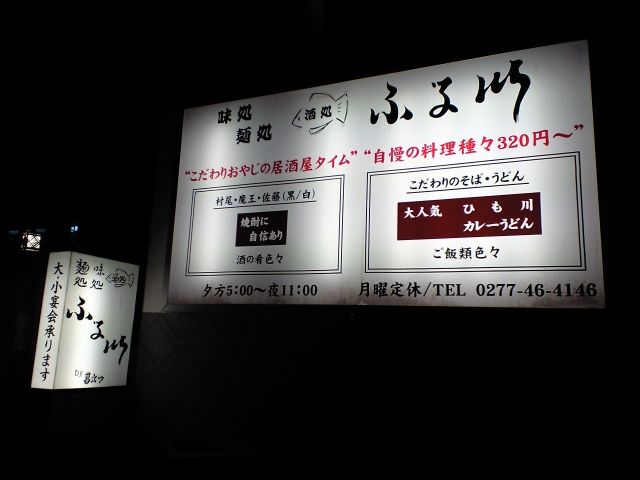 味処
麺処
酒処
ふる川
“こだわりおやじの居酒屋タイム” “自慢の料理種々320円～”
村尾・魔王・佐藤(黒/白)
焼酎に
自信あり
酒の肴色々
こだわりのそば・うどん
大人気 ひも川
カレーうどん
ご飯類色々
夕方5:00～夜11:00
月曜定休/TEL 0277-46-4146
味処
麺処
酒処
ふる川
大・小宴会承ります
by